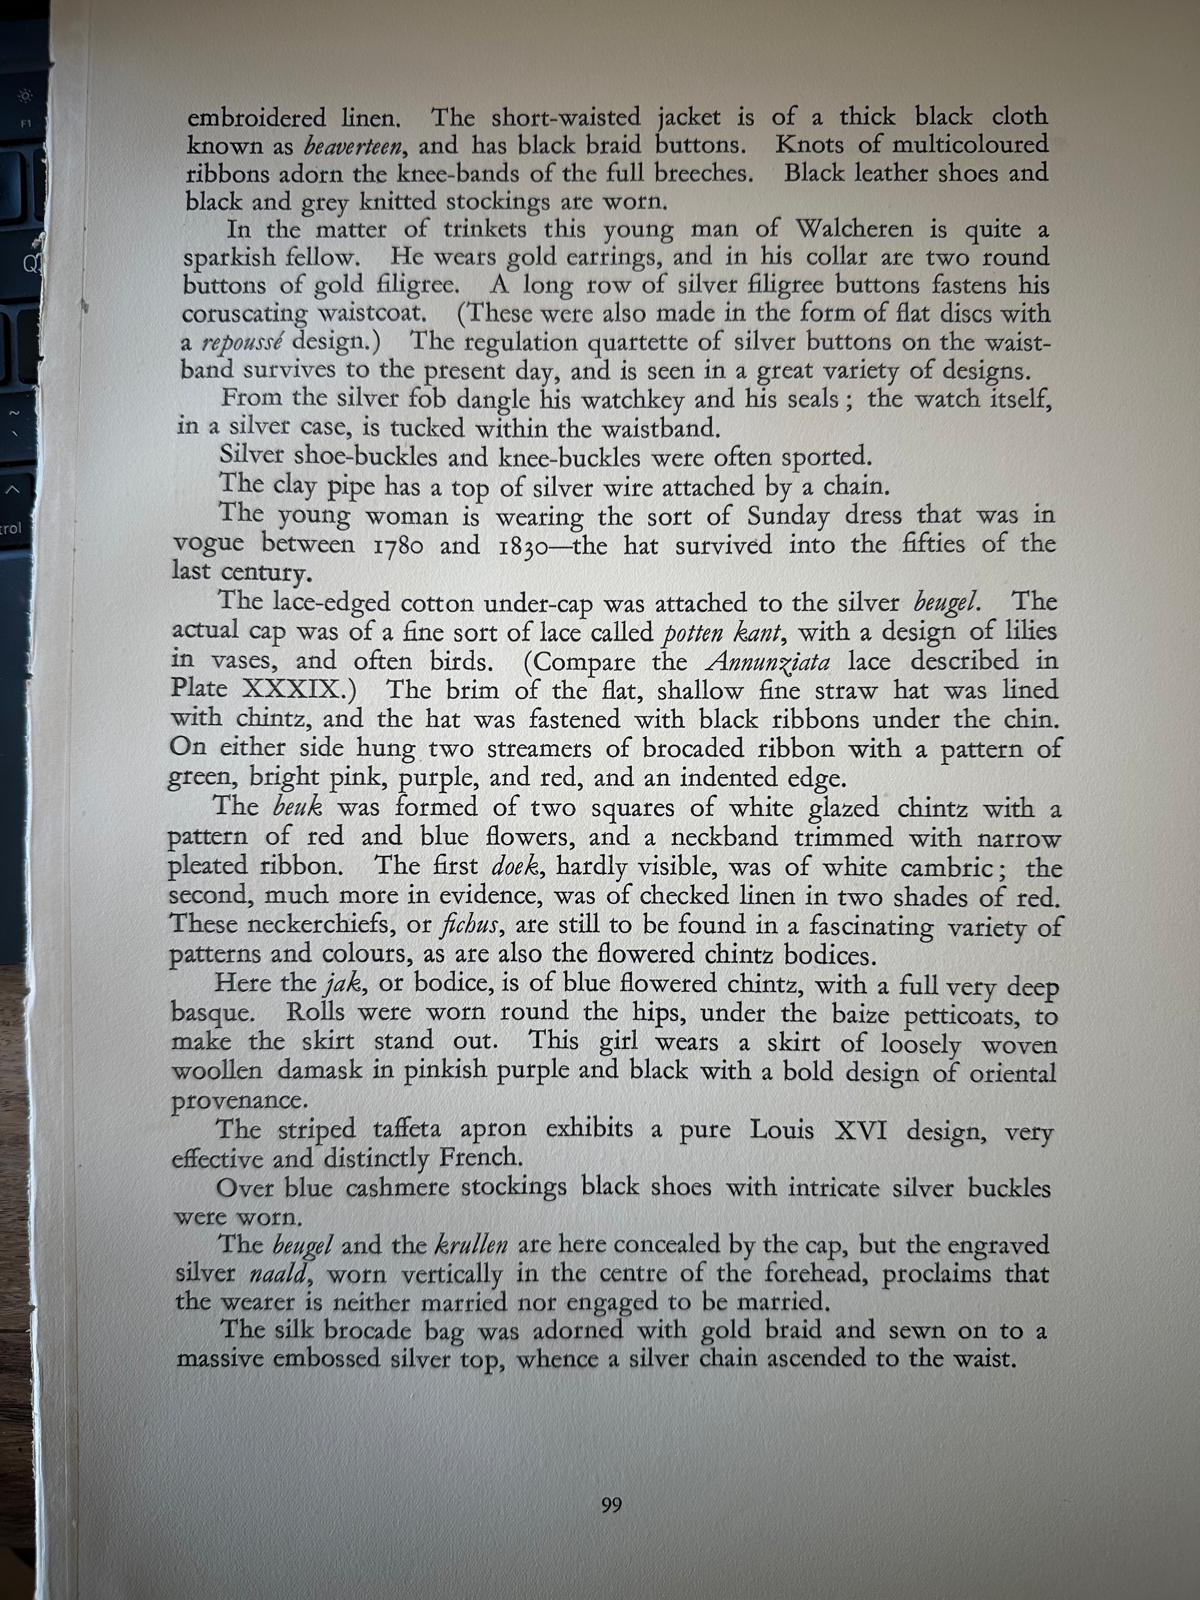 embroidered linen. The short-waisted jacket is of a thick black cloth
known as beaverteen, and has black braid buttons. Knots of multicoloured
ribbons adorn the knee-bands of the full breeches. Black leather shoes and
black and grey knitted stockings are worn.
In the matter of trinkets this young man of Walcheren is quite a
sparkish fellow. He wears gold earrings, and in his collar are two round
buttons of gold filigree. A long row of silver filigree buttons fastens his
coruscating waistcoat. (These were also made in the form of flat discs with
a repoussé design.) The regulation quartette of silver buttons on the waist-
band survives to the present day, and is seen in a great variety of designs.
From the silver fob dangle his watchkey and his seals ; the watch itself,
in a silver case, is tucked within the waistband.
Silver shoe-buckles and knee-buckles were often sported.
The clay pipe has a top of silver wire attached by a chain.
The young woman is wearing the sort of Sunday dress that was in
vogue between 1780 and 1830—the hat survived into the fifties of the
last century.
The lace-edged cotton under-cap was attached to the silver beugel. The
actual cap was of a fine sort of lace called potten kant, with a design of lilies
in vases, and often birds. (Compare the Annunziata lace described in
Plate XXXIX.) The brim of the flat, shallow fine straw hat was lined
with chintz, and the hat was fastened with black ribbons under the chin.
On either side hung two streamers of brocaded ribbon with a pattern of
green, bright pink, purple, and red, and an indented edge.
The beuk was formed of two squares of white glazed chintz with a
pattern of red and blue flowers, and a neckband trimmed with narrow
pleated ribbon. The first doek, hardly visible, was of white cambric ; the
second, much more in evidence, was of checked linen in two shades of red.
These neckerchiefs, or fichus, are still to be found in a fascinating variety of
patterns and colours, as are also the flowered chintz bodices.
Here the jak, or bodice, is of blue flowered chintz, with a full very deep
basque. Rolls were worn round the hips, under the baize petticoats, to
make the skirt stand out. This girl wears a skirt of loosely woven
woollen damask in pinkish purple and black with a bold design of oriental
provenance.
The striped taffeta apron exhibits a pure Louis XVI design, very
effective and distinctly French.
Over blue cashmere stockings black shoes with intricate silver buckles
were worn.
The beugel and the krullen are here concealed by the cap, but the engraved
silver naald, worn vertically in the centre of the forehead, proclaims that
the wearer is neither married nor engaged to be married.
The silk brocade bag was adorned with gold braid and sewn on to a
massive embossed silver top, whence a silver chain ascended to the waist.
99
F1
Q
~
`
^
trol